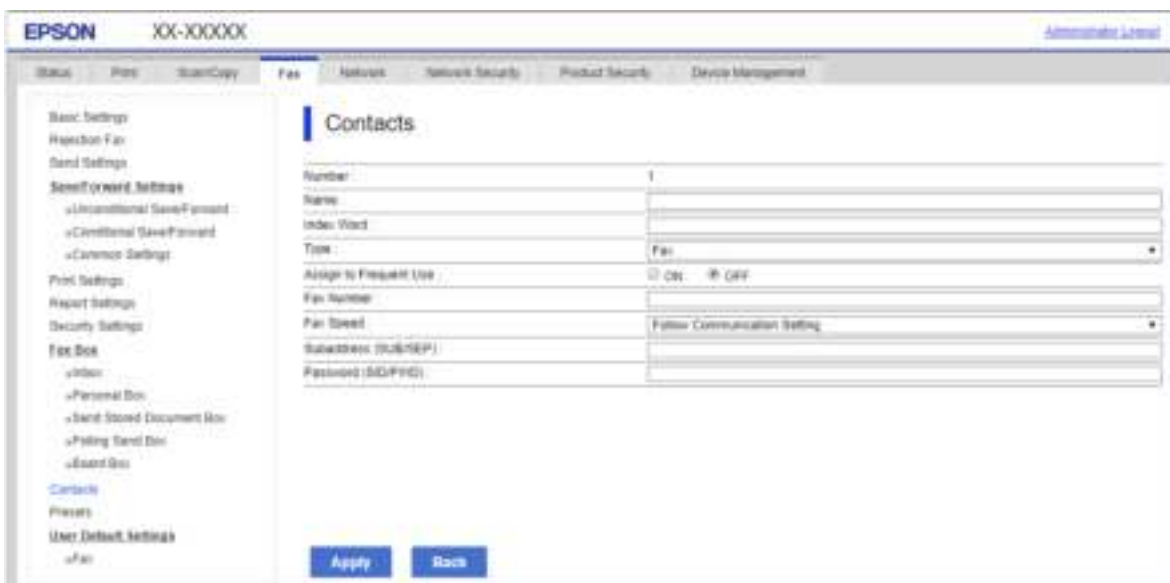 EPSON XX-XXXXX
Administrator Logout
Status Print Scan/Copy Fax Network Network Security Product Security Device Management
Basic Settings
Rejection Fax
Send Settings
Save/Forward Settings
»Unconditional Save/Forward
»Conditional Save/Forward
»Common Settings
Print Settings
Report Settings
Security Settings
Fax Box
»Inbox
»Personal Box
»Send Stored Document Box
»Polling Send Box
»Board Box
Contacts
Presets
User Default Settings
»Fax
Contacts
Number : 1
Name :
Index Word :
Type : Fax
Assign to Frequent Use : ON OFF
Fax Number :
Fax Speed : Follow Communication Setting
Subaddress (SUB/SEP) :
Password (SID/PWD) :
Apply Back